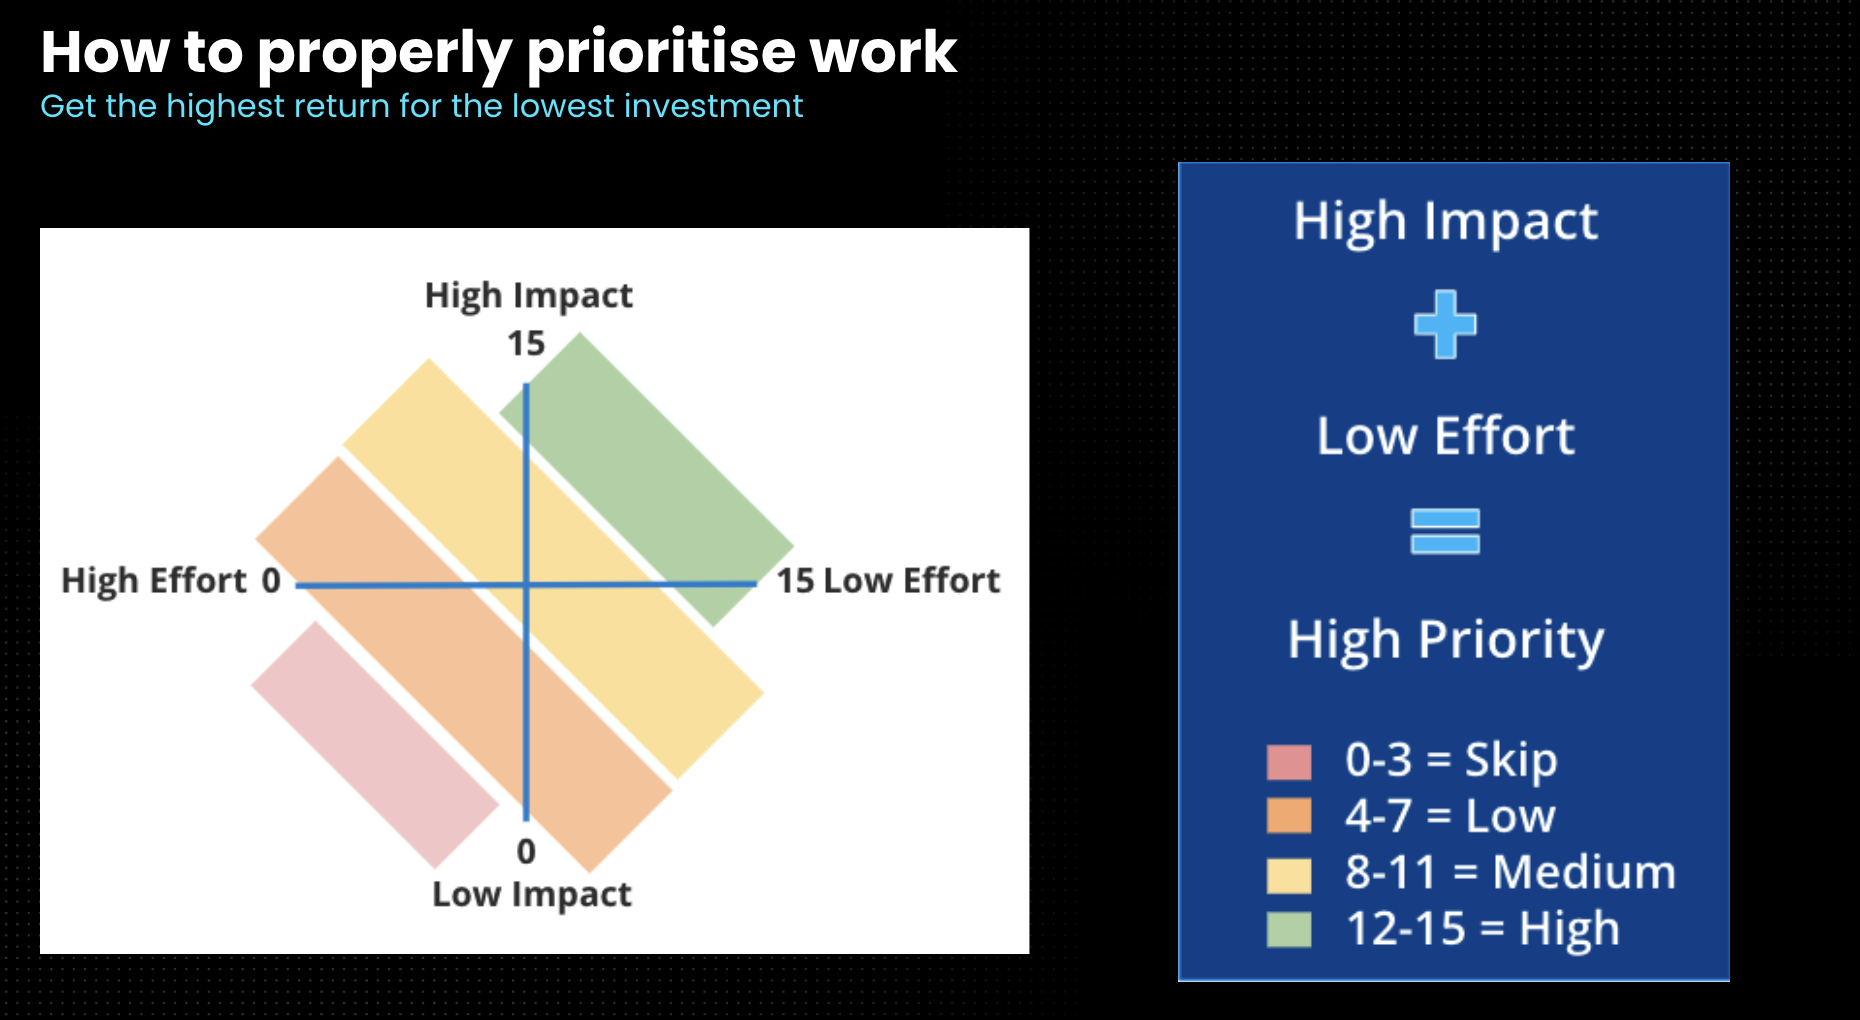 How to properly prioritise work
Get the highest return for the lowest investment
High Impact
15
High Effort 0
15 Low Effort
0
Low Impact
High Impact
Low Effort
High Priority
0-3 = Skip
4-7 = Low
8-11 = Medium
12-15 = High